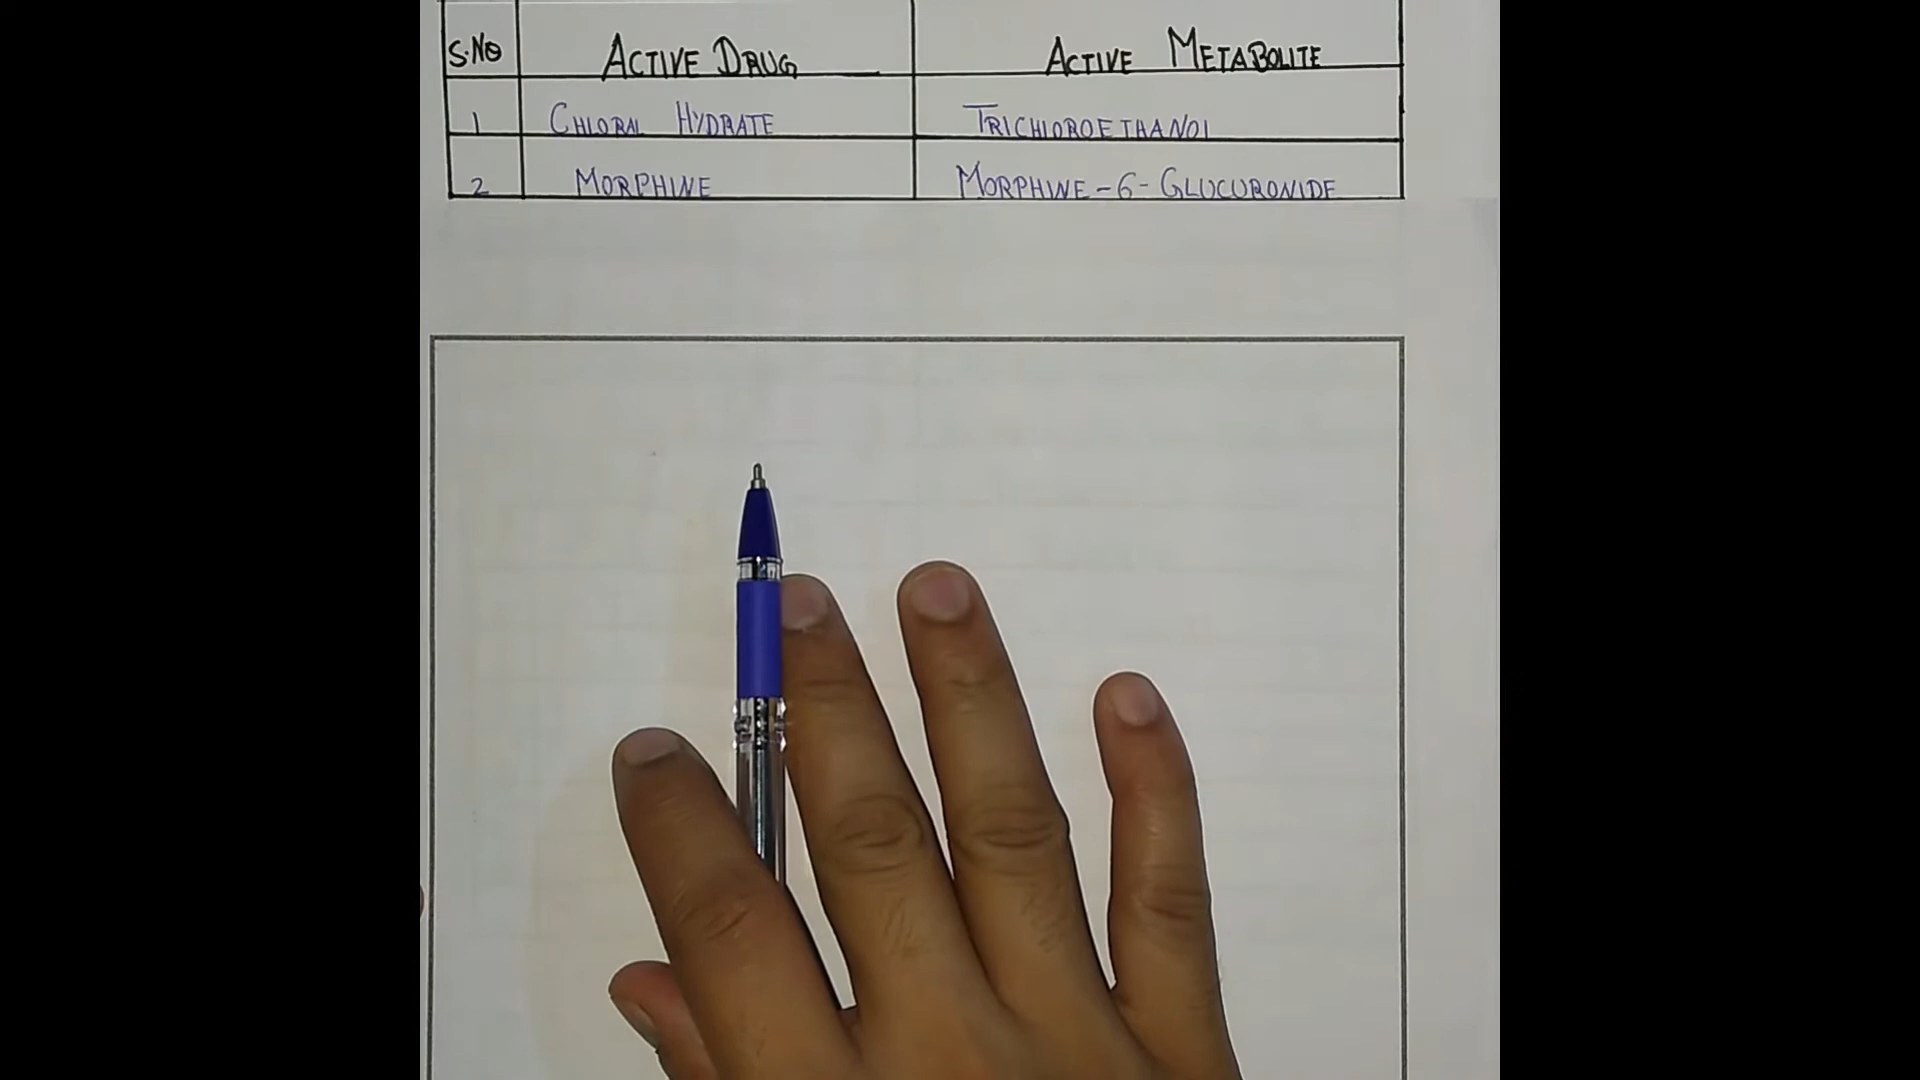 S.NO ACTIVE DRUG ACTIVE METABOLITE
1 CHLORAL HYDRATE TRICHLOROETHANOL
2 MORPHINE MORPHINE-6-GLUCURONIDE